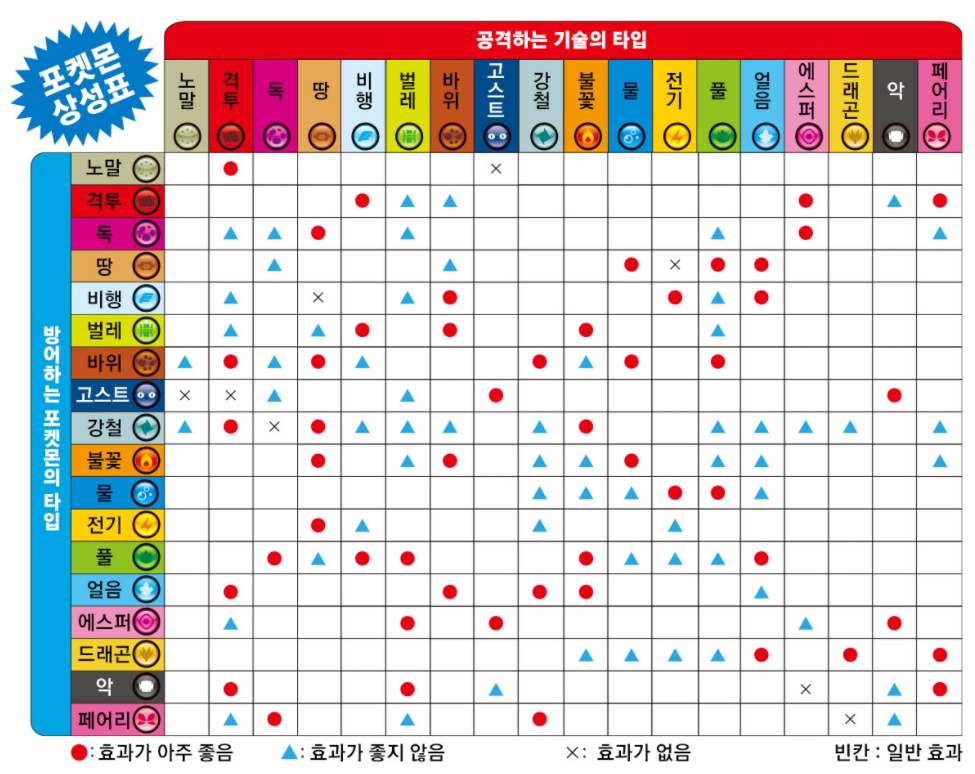 포켓몬
상성표
공격하는 기술의 타입
노말 격투 독 땅 비행 벌레 바위 고스트 강철 불꽃 물 전기 풀 얼음 에스퍼 드래곤 악 페어리
방어하는 포켓몬의 타입
노말 ● ×
격투 ● ▲ ▲ ● ▲ ●
독 ▲ ▲ ● ▲ ▲ ● ▲
땅 ▲ ▲ ● × ● ●
비행 ▲ × ▲ ● ● ▲ ●
벌레 ▲ ▲ ● ● ● ▲
바위 ▲ ● ▲ ● ▲ ● ▲ ● ●
고스트 × × ▲ ▲ ● ●
강철 ▲ ● × ● ▲ ▲ ▲ ▲ ● ▲ ▲ ▲ ▲ ▲
불꽃 ● ▲ ● ▲ ▲ ● ▲ ▲ ▲
물 ▲ ▲ ▲ ● ● ▲
전기 ● ▲ ▲ ▲
풀 ● ▲ ● ● ● ▲ ▲ ▲ ●
얼음 ● ● ● ● ▲
에스퍼 ▲ ● ● ▲ ●
드래곤 ▲ ▲ ▲ ▲ ● ● ●
악 ● ● ▲ × ▲ ●
페어리 ▲ ● ▲ ● × ▲
●: 효과가 아주 좋음 ▲: 효과가 좋지 않음 ×: 효과가 없음 빈칸 : 일반 효과